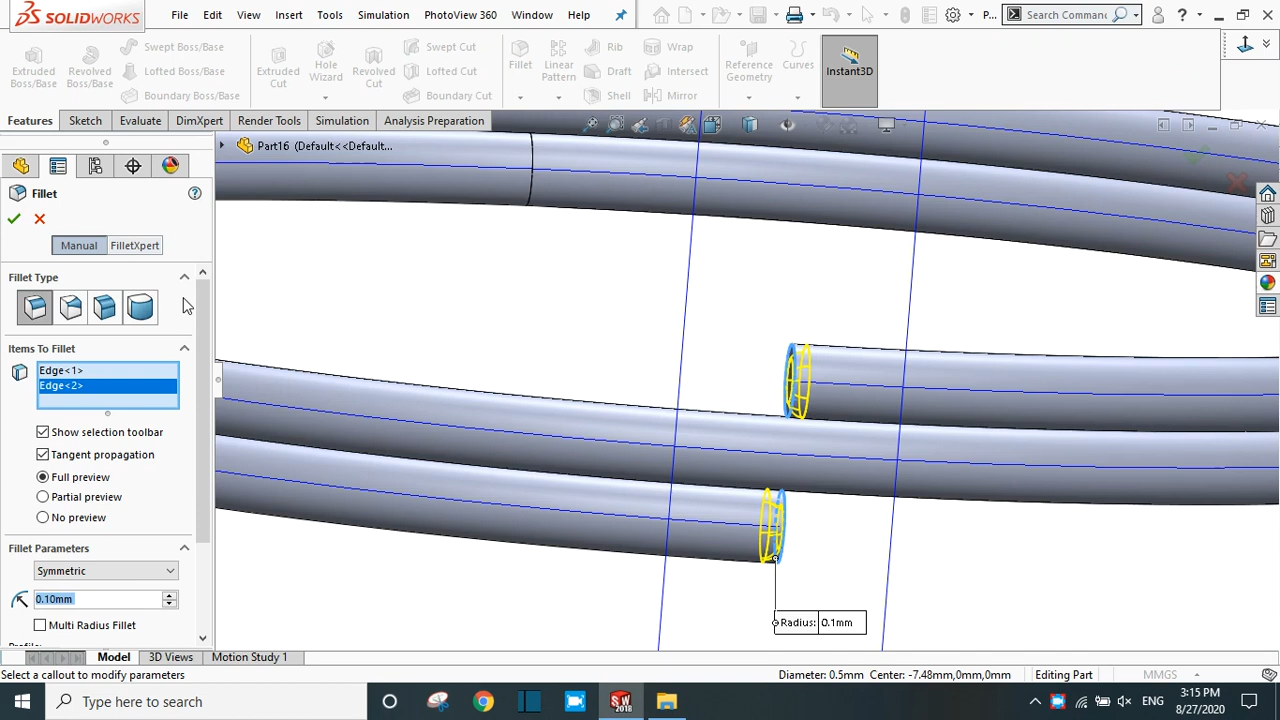 SOLIDWORKS
File Edit View Insert Tools Simulation PhotoView 360 Window Help
P...
Search Comman
?
Extruded Boss/Base
Revolved Boss/Base
Swept Boss/Base
Lofted Boss/Base
Boundary Boss/Base
Extruded Cut
Hole Wizard
Revolved Cut
Swept Cut
Lofted Cut
Boundary Cut
Fillet
Linear Pattern
Rib
Draft
Shell
Wrap
Intersect
Mirror
Reference Geometry
Curves
Instant3D
Features Sketch Evaluate DimXpert Render Tools Simulation Analysis Preparation
Part16 (Default<<Default...
Fillet
?
Manual FilletXpert
Fillet Type
Items To Fillet
Edge<1>
Edge<2>
Show selection toolbar
Tangent propagation
Full preview
Partial preview
No preview
Fillet Parameters
Symmetric
0.10mm
Multi Radius Fillet
Radius: 0.1mm
Model 3D Views Motion Study 1
Select a callout to modify parameters
Diameter: 0.5mm Center: -7.48mm,0mm,0mm
Editing Part
MMGS
Type here to search
SW
2018
ENG
3:15 PM
8/27/2020